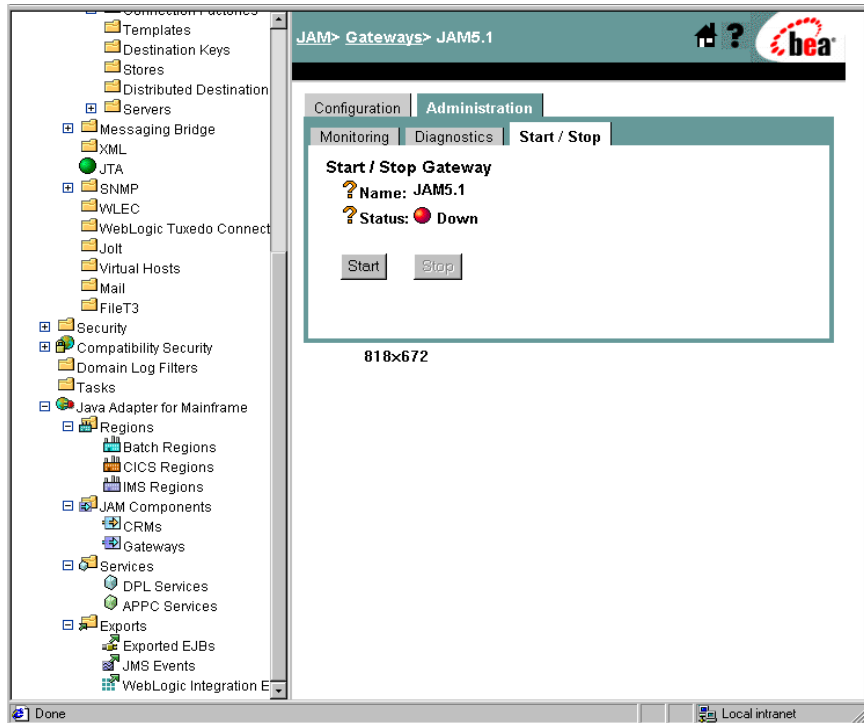 Connection Factories
Templates
Destination Keys
Stores
Distributed Destination
Servers
Messaging Bridge
XML
JTA
SNMP
WLEC
WebLogic Tuxedo Connect
Jolt
Virtual Hosts
Mail
FileT3
Security
Compatibility Security
Domain Log Filters
Tasks
Java Adapter for Mainframe
Regions
Batch Regions
CICS Regions
IMS Regions
JAM Components
CRMs
Gateways
Services
DPL Services
APPC Services
Exports
Exported EJBs
JMS Events
WebLogic Integration E
JAM> Gateways> JAM5.1
? bea
Configuration Administration
Monitoring Diagnostics Start / Stop
Start / Stop Gateway
? Name: JAM5.1
? Status: Down
Start Stop
818x672
Done Local intranet